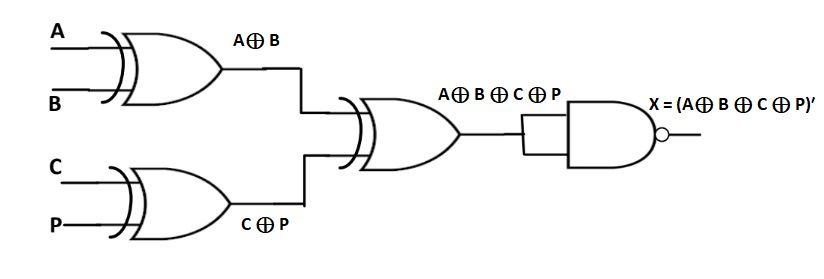 A
A⊕ B
B
A⊕ B ⊕ C ⊕ P
X = (A⊕ B ⊕ C ⊕ P)'
C
P
C ⊕ P